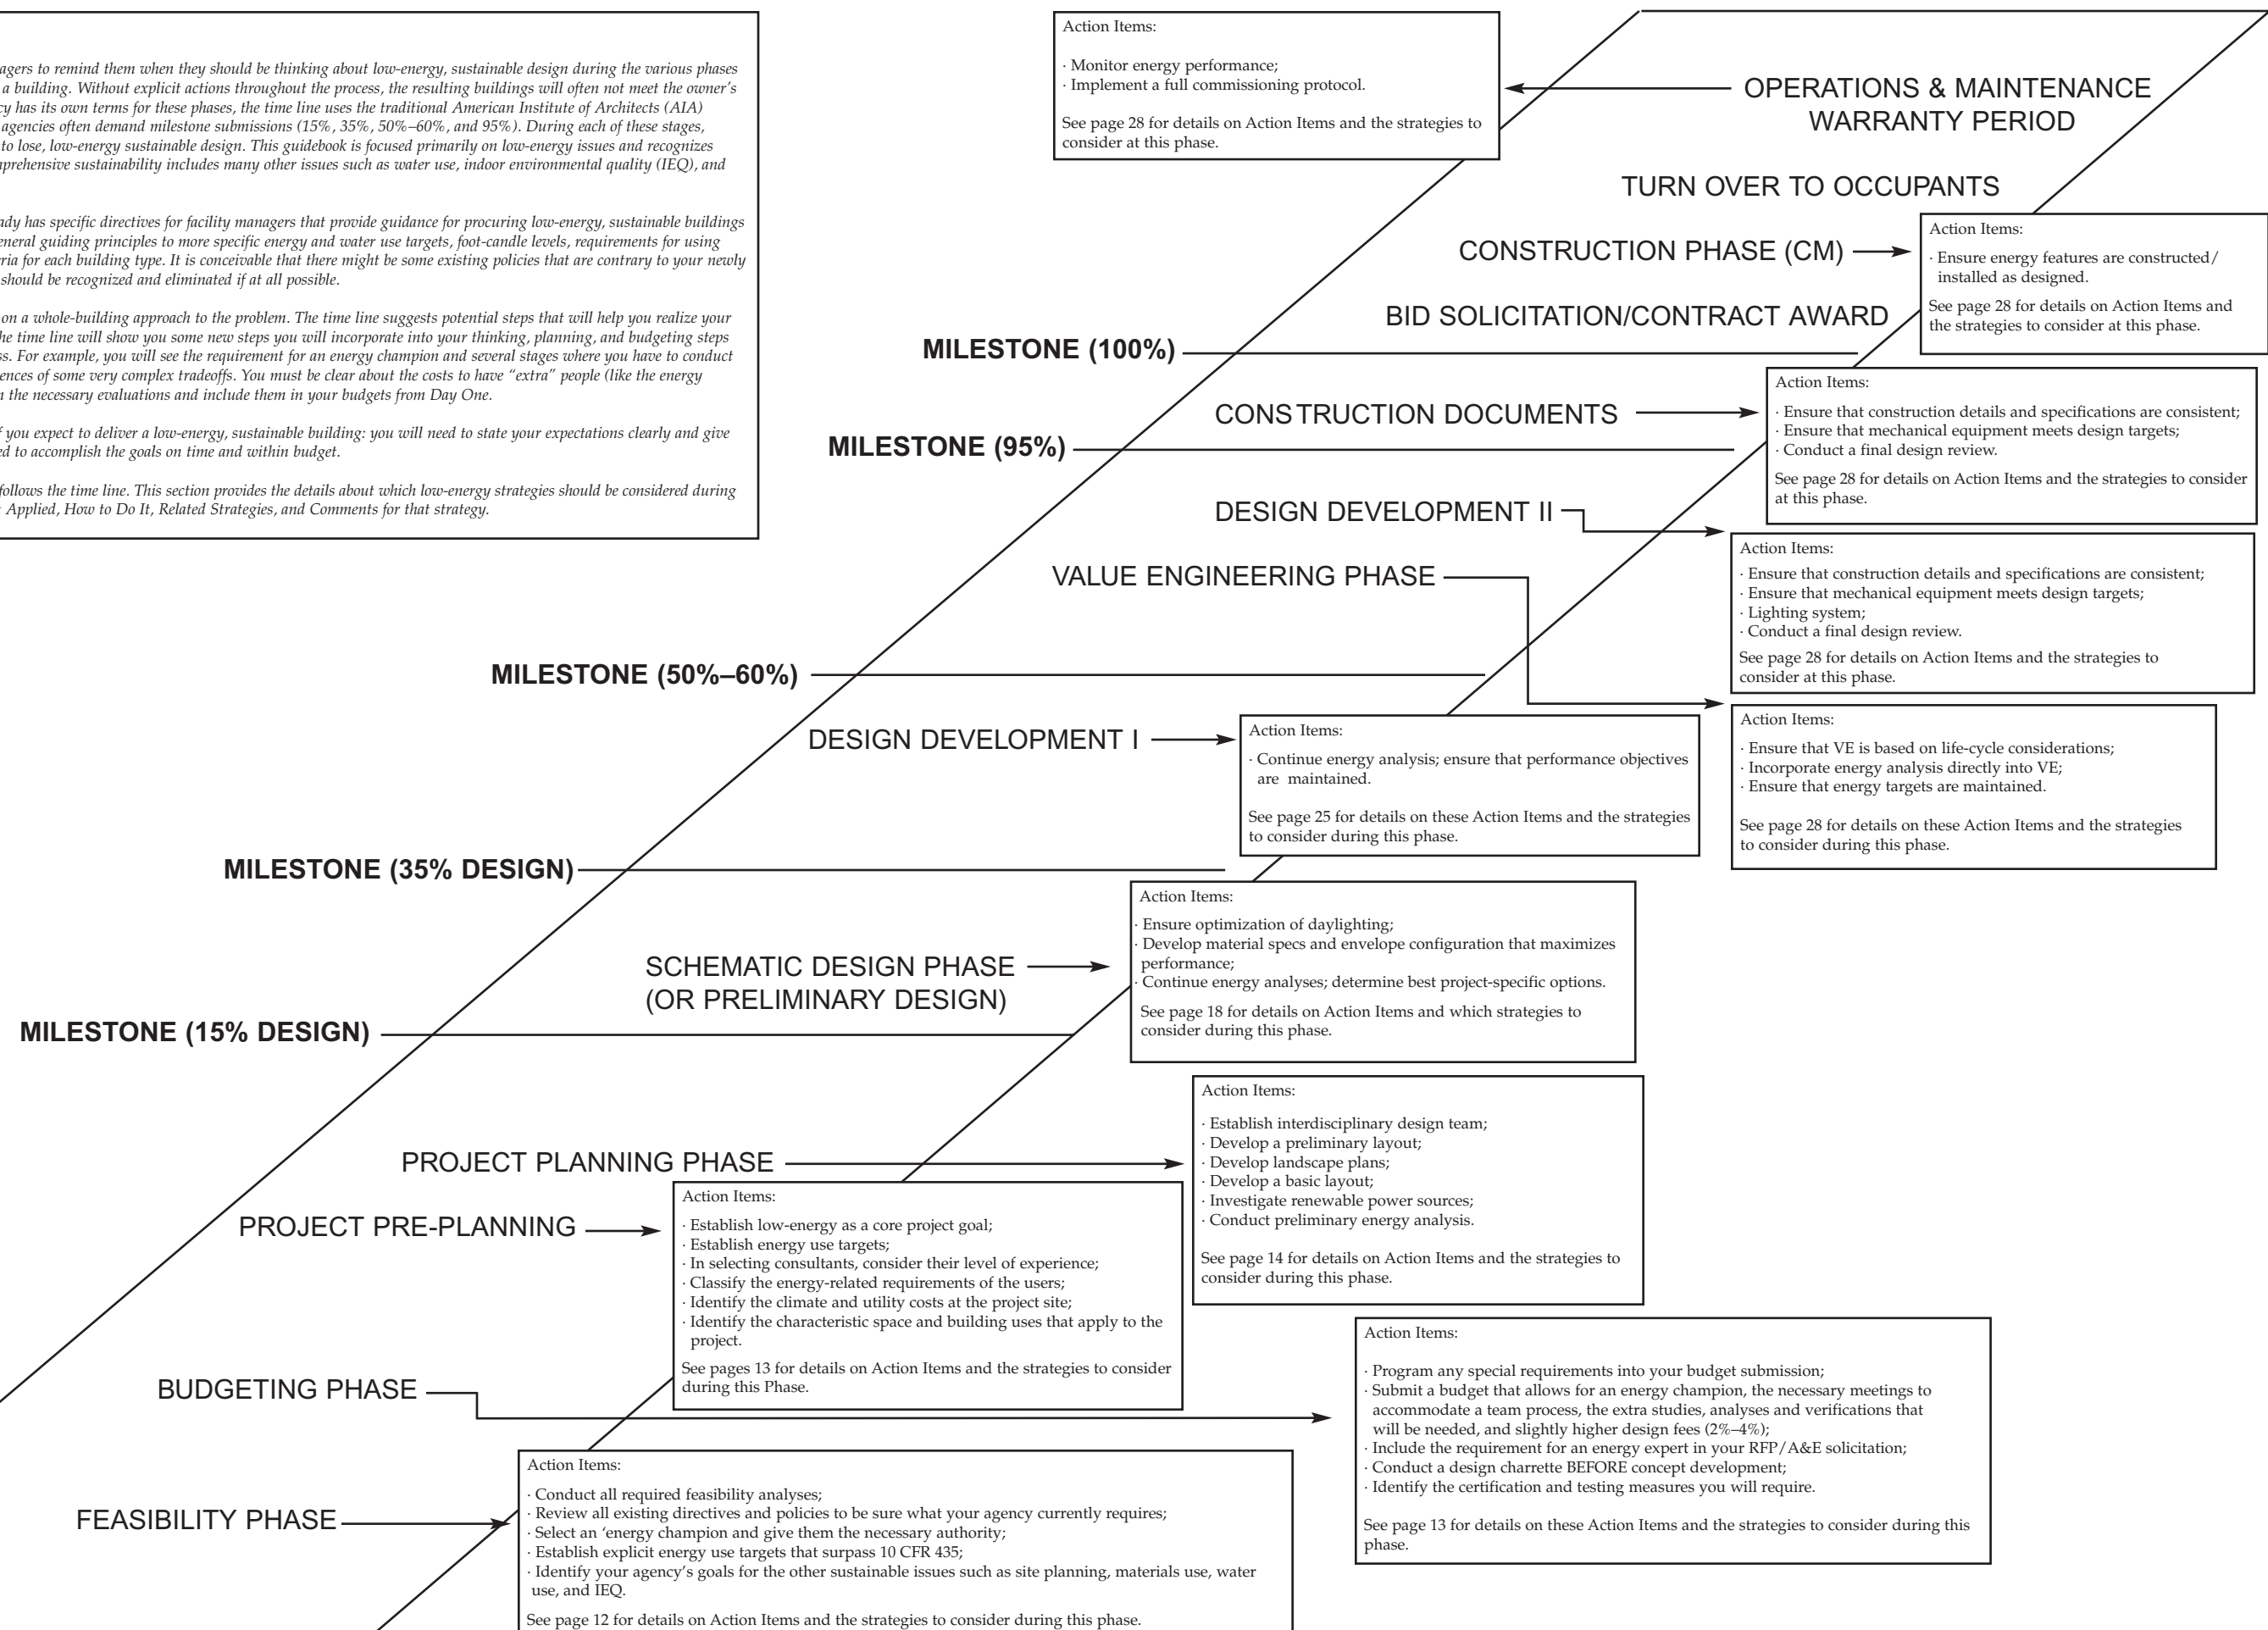 agers to remind them when they should be thinking about low-energy, sustainable design during the various phases
a building. Without explicit actions throughout the process, the resulting buildings will often not meet the owner's
cy has its own terms for these phases, the time line uses the traditional American Institute of Architects (AIA)
agencies often demand milestone submissions (15%, 35%, 50%–60%, and 95%). During each of these stages,
to lose, low-energy sustainable design. This guidebook is focused primarily on low-energy issues and recognizes
nprehensive sustainability includes many other issues such as water use, indoor environmental quality (IEQ), and
ady has specific directives for facility managers that provide guidance for procuring low-energy, sustainable buildings
eneral guiding principles to more specific energy and water use targets, foot-candle levels, requirements for using
ria for each building type. It is conceivable that there might be some existing policies that are contrary to your newly
should be recognized and eliminated if at all possible.
on a whole-building approach to the problem. The time line suggests potential steps that will help you realize your
he time line will show you some new steps you will incorporate into your thinking, planning, and budgeting steps
ss. For example, you will see the requirement for an energy champion and several stages where you have to conduct
ences of some very complex tradeoffs. You must be clear about the costs to have “extra” people (like the energy
n the necessary evaluations and include them in your budgets from Day One.
f you expect to deliver a low-energy, sustainable building: you will need to state your expectations clearly and give
ed to accomplish the goals on time and within budget.
follows the time line. This section provides the details about which low-energy strategies should be considered during
: Applied, How to Do It, Related Strategies, and Comments for that strategy.
Action Items:
· Monitor energy performance;
· Implement a full commissioning protocol.
See page 28 for details on Action Items and the strategies to
consider at this phase.
OPERATIONS & MAINTENANCE
WARRANTY PERIOD
TURN OVER TO OCCUPANTS
CONSTRUCTION PHASE (CM)
Action Items:
· Ensure energy features are constructed/
installed as designed.
See page 28 for details on Action Items and
the strategies to consider at this phase.
BID SOLICITATION/CONTRACT AWARD
MILESTONE (100%)
CONSTRUCTION DOCUMENTS
Action Items:
· Ensure that construction details and specifications are consistent;
· Ensure that mechanical equipment meets design targets;
· Conduct a final design review.
See page 28 for details on Action Items and the strategies to consider
at this phase.
MILESTONE (95%)
DESIGN DEVELOPMENT II
Action Items:
· Ensure that construction details and specifications are consistent;
· Ensure that mechanical equipment meets design targets;
· Lighting system;
· Conduct a final design review.
See page 28 for details on Action Items and the strategies to
consider at this phase.
VALUE ENGINEERING PHASE
Action Items:
· Ensure that VE is based on life-cycle considerations;
· Incorporate energy analysis directly into VE;
· Ensure that energy targets are maintained.
See page 28 for details on these Action Items and the strategies
to consider during this phase.
MILESTONE (50%–60%)
DESIGN DEVELOPMENT I
Action Items:
· Continue energy analysis; ensure that performance objectives
are maintained.
See page 25 for details on these Action Items and the strategies
to consider during this phase.
MILESTONE (35% DESIGN)
SCHEMATIC DESIGN PHASE
(OR PRELIMINARY DESIGN)
Action Items:
· Ensure optimization of daylighting;
· Develop material specs and envelope configuration that maximizes
performance;
· Continue energy analyses; determine best project-specific options.
See page 18 for details on Action Items and which strategies to
consider during this phase.
MILESTONE (15% DESIGN)
PROJECT PLANNING PHASE
Action Items:
· Establish interdisciplinary design team;
· Develop a preliminary layout;
· Develop landscape plans;
· Develop a basic layout;
· Investigate renewable power sources;
· Conduct preliminary energy analysis.
See page 14 for details on Action Items and the strategies to
consider during this phase.
PROJECT PRE-PLANNING
Action Items:
· Establish low-energy as a core project goal;
· Establish energy use targets;
· In selecting consultants, consider their level of experience;
· Classify the energy-related requirements of the users;
· Identify the climate and utility costs at the project site;
· Identify the characteristic space and building uses that apply to the
project.
See pages 13 for details on Action Items and the strategies to consider
during this Phase.
BUDGETING PHASE
Action Items:
· Program any special requirements into your budget submission;
· Submit a budget that allows for an energy champion, the necessary meetings to
accommodate a team process, the extra studies, analyses and verifications that
will be needed, and slightly higher design fees (2%–4%);
· Include the requirement for an energy expert in your RFP/A&E solicitation;
· Conduct a design charrette BEFORE concept development;
· Identify the certification and testing measures you will require.
See page 13 for details on these Action Items and the strategies to consider during this
phase.
FEASIBILITY PHASE
Action Items:
· Conduct all required feasibility analyses;
· Review all existing directives and policies to be sure what your agency currently requires;
· Select an ‘energy champion and give them the necessary authority;
· Establish explicit energy use targets that surpass 10 CFR 435;
· Identify your agency’s goals for the other sustainable issues such as site planning, materials use, water
use, and IEQ.
See page 12 for details on Action Items and the strategies to consider during this phase.